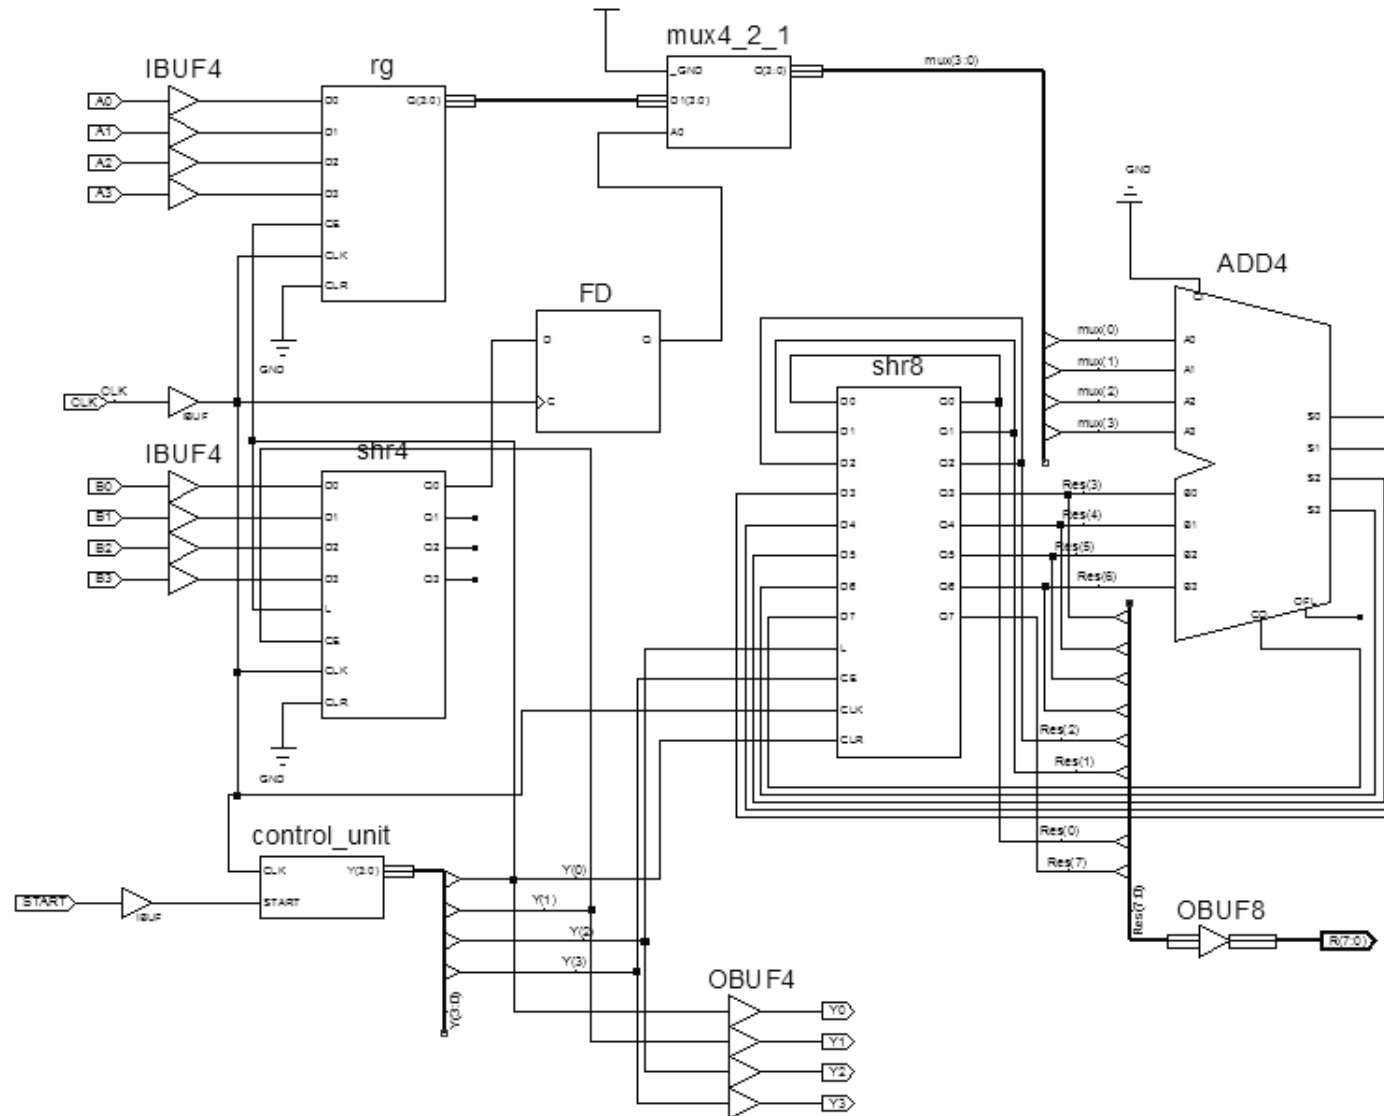 mux4_2_1
_GND
O(3:0)
D1(3:0)
A0
mux(3:0)
IBUF4
A0
A1
A2
A3
rg
D0
D1
D2
D3
CE
CLK
CLR
Q(3:0)
GND
GND
ADD4
CI
A0
A1
A2
A3
B0
B1
B2
B3
S0
S1
S2
S3
CO
OFL
mux(0)
mux(1)
mux(2)
mux(3)
FD
D
Q
C
CLK
CLK
IBUF
IBUF4
B0
B1
B2
B3
shr4
D0
D1
D2
D3
L
CE
CLK
CLR
Q0
Q1
Q2
Q3
GND
shr8
D0
D1
D2
D3
D4
D5
D6
D7
L
CE
CLK
CLR
Q0
Q1
Q2
Q3
Q4
Q5
Q6
Q7
Res(3)
Res(4)
Res(5)
Res(6)
Res(2)
Res(1)
Res(0)
Res(7)
Res(7:0)
control_unit
CLK
START
Y(3:0)
START
IBUF
Y(0)
Y(1)
Y(2)
Y(3)
Y(3:0)
OBUF8
R(7:0)
OBUF4
Y0
Y1
Y2
Y3